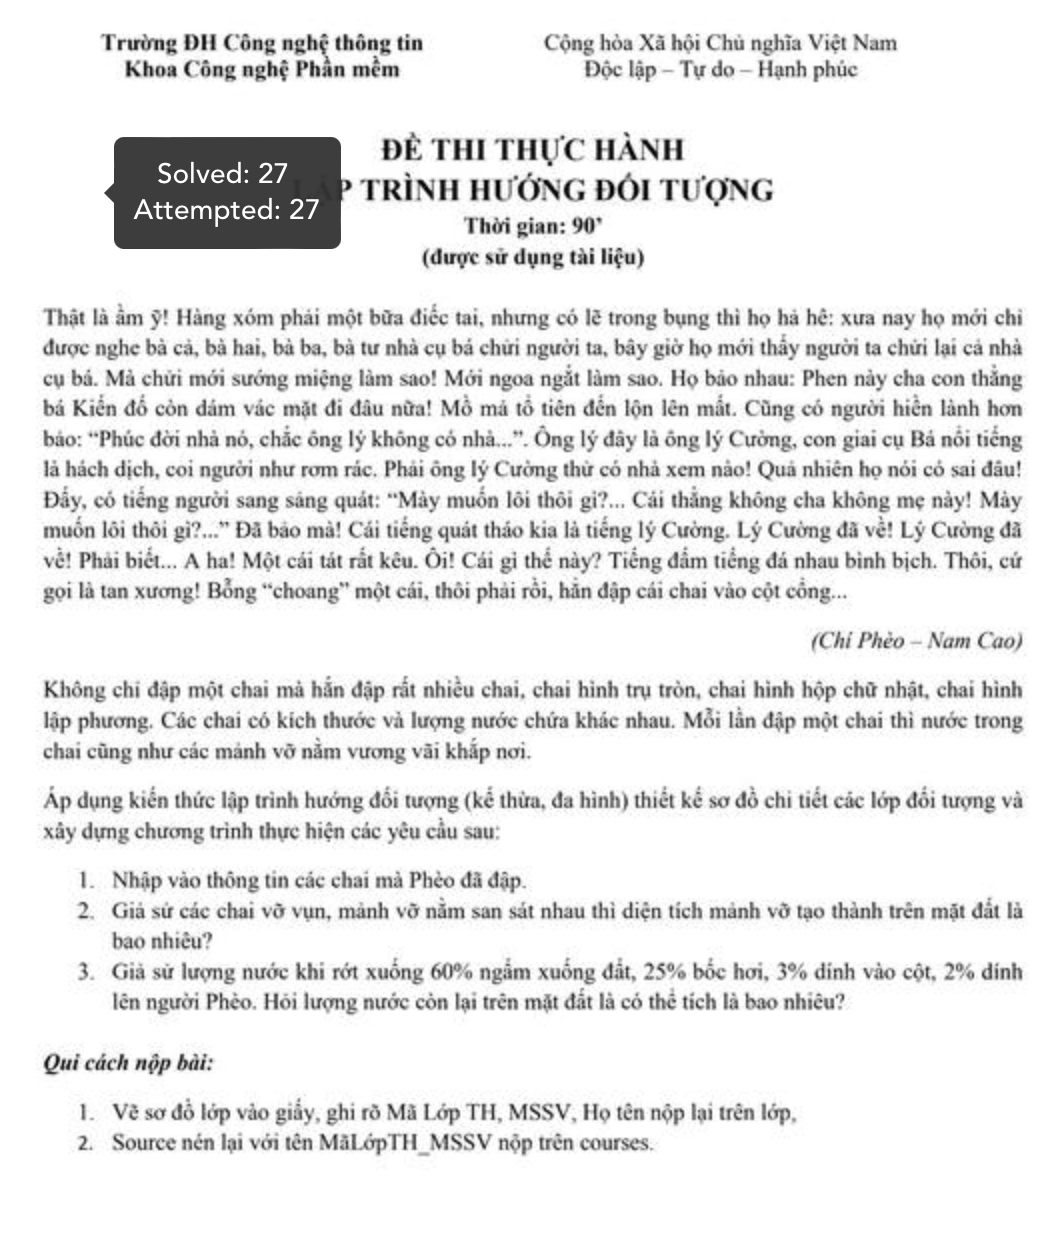 Trường ĐH Công nghệ thông tin
Khoa Công nghệ Phần mềm
Cộng hòa Xã hội Chủ nghĩa Việt Nam
Độc lập – Tự do – Hạnh phúc
ĐỀ THI THỰC HÀNH
LẬP TRÌNH HƯỚNG ĐỐI TƯỢNG
Solved: 27
Attempted: 27
Thời gian: 90’
(được sử dụng tài liệu)
Thật là ầm ỹ! Hàng xóm phải một bữa điếc tai, nhưng có lẽ trong bụng thì họ hả hê: xưa nay họ mới chỉ
được nghe bà cả, bà hai, bà ba, bà tư nhà cụ bá chửi người ta, bây giờ họ mới thấy người ta chửi lại cả nhà
cụ bá. Mà chửi mới sướng miệng làm sao! Mới ngoa ngắt làm sao. Họ bảo nhau: Phen này cha con thằng
bá Kiến đố còn dám vác mặt đi đâu nữa! Mồ mả tổ tiên đến lộn lên mất. Cũng có người hiền lành hơn
bảo: “Phúc đời nhà nó, chắc ông lý không có nhà...”. Ông lý đây là ông lý Cường, con giai cụ Bá nổi tiếng
là hách dịch, coi người như rơm rác. Phải ông lý Cường thử có nhà xem nào! Quả nhiên họ nói có sai đâu!
Đấy, có tiếng người sang sảng quát: “Mày muốn lôi thôi gì?... Cái thằng không cha không mẹ này! Mày
muốn lôi thôi gì?...” Đã bảo mà! Cái tiếng quát tháo kia là tiếng lý Cường. Lý Cường đã về! Lý Cường đã
về! Phải biết... A ha! Một cái tát rất kêu. Ôi! Cái gì thế này? Tiếng đấm tiếng đá nhau bình bịch. Thôi, cứ
gọi là tan xương! Bỗng “choang” một cái, thôi phải rồi, hắn đập cái chai vào cột cổng...
(Chí Phèo – Nam Cao)
Không chỉ đập một chai mà hắn đập rất nhiều chai, chai hình trụ tròn, chai hình hộp chữ nhật, chai hình
lập phương. Các chai có kích thước và lượng nước chứa khác nhau. Mỗi lần đập một chai thì nước trong
chai cũng như các mảnh vỡ nằm vương vãi khắp nơi.
Áp dụng kiến thức lập trình hướng đối tượng (kế thừa, đa hình) thiết kế sơ đồ chi tiết các lớp đối tượng và
xây dựng chương trình thực hiện các yêu cầu sau:
1. Nhập vào thông tin các chai mà Phèo đã đập.
2. Giả sử các chai vỡ vụn, mảnh vỡ nằm san sát nhau thì diện tích mảnh vỡ tạo thành trên mặt đất là
bao nhiêu?
3. Giả sử lượng nước khi rớt xuống 60% ngấm xuống đất, 25% bốc hơi, 3% dính vào cột, 2% dính
lên người Phèo. Hỏi lượng nước còn lại trên mặt đất là có thể tích là bao nhiêu?
Qui cách nộp bài:
1. Vẽ sơ đồ lớp vào giấy, ghi rõ Mã Lớp TH, MSSV, Họ tên nộp lại trên lớp,
2. Source nén lại với tên MãLớpTH_MSSV nộp trên courses.